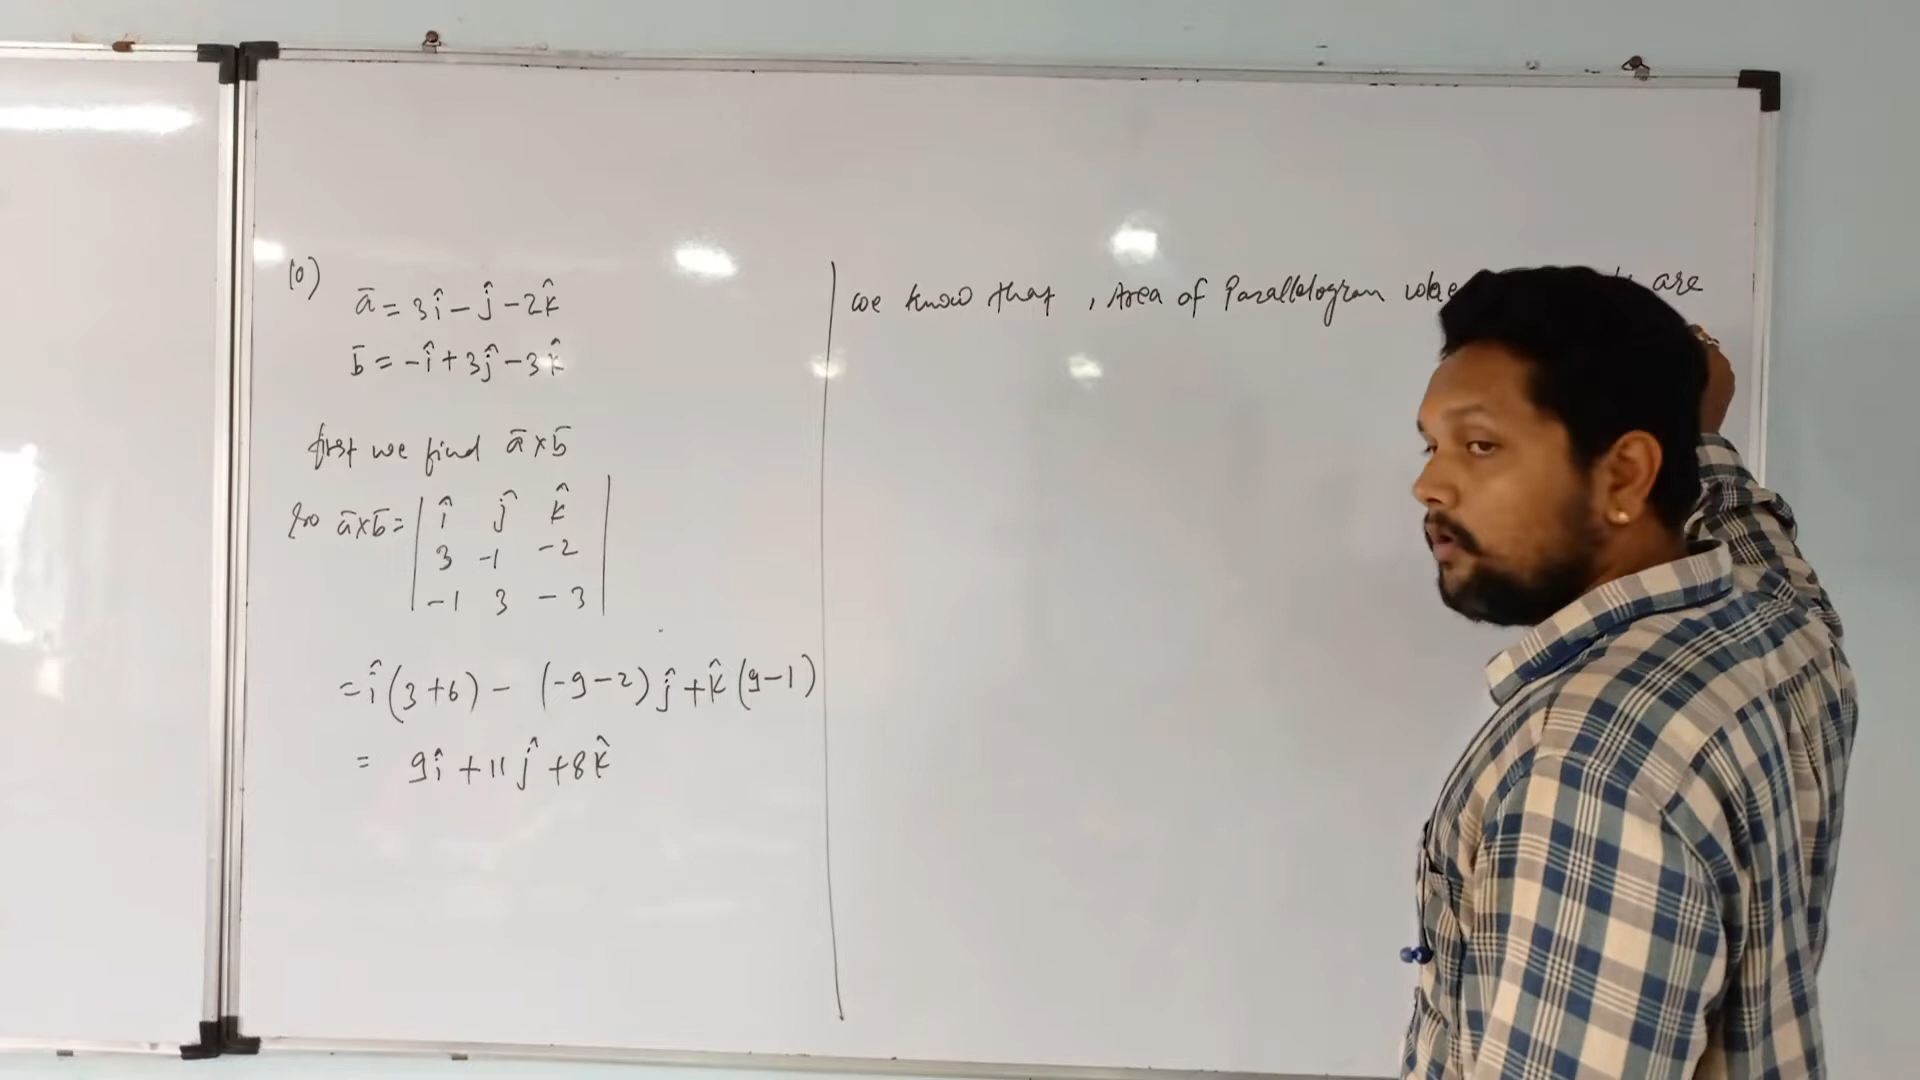 10)
a̅ = 3î - ĵ - 2k̂
b̅ = -î + 3ĵ - 3k̂
first we find a̅ × b̅
So a̅×b̅ = | î ĵ k̂ |
3 -1 -2
-1 3 -3
= î(3+6) - (-9-2)ĵ + k̂(9-1)
= 9î + 11ĵ + 8k̂
we know that , Area of Parallelogram are